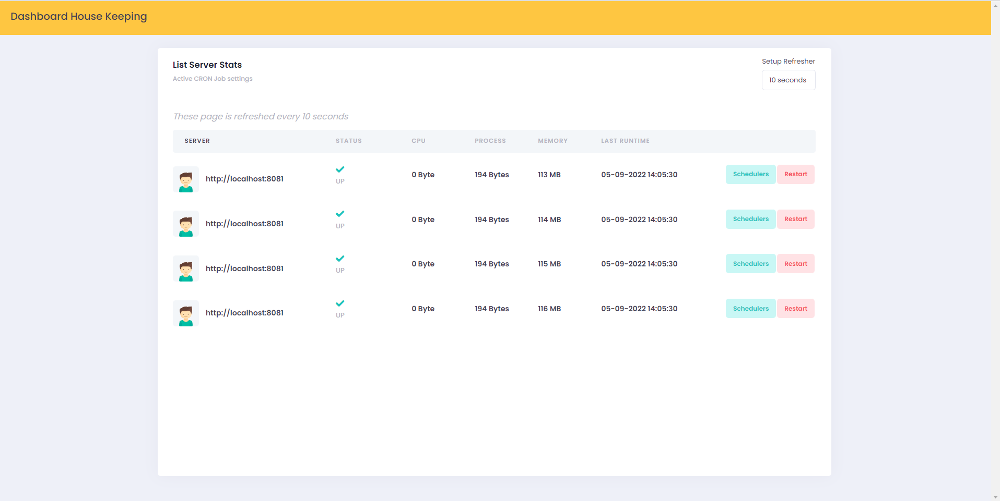 Dashboard House Keeping
List Server Stats
Active CRON Job settings
Setup Refresher
10 seconds
These page is refreshed every 10 seconds
SERVER STATUS CPU PROCESS MEMORY LAST RUNTIME
http://localhost:8081 UP 0 Byte 194 Bytes 113 MB 05-09-2022 14:05:30 Schedulers Restart
http://localhost:8081 UP 0 Byte 194 Bytes 114 MB 05-09-2022 14:05:30 Schedulers Restart
http://localhost:8081 UP 0 Byte 194 Bytes 115 MB 05-09-2022 14:05:30 Schedulers Restart
http://localhost:8081 UP 0 Byte 194 Bytes 116 MB 05-09-2022 14:05:30 Schedulers Restart